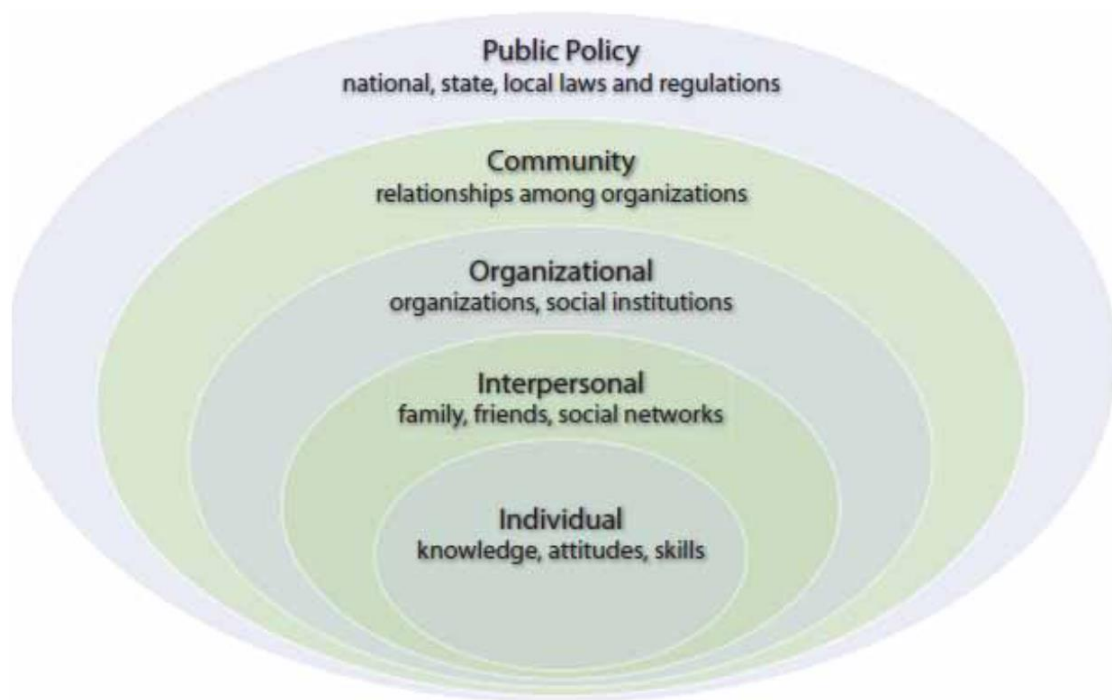 Public Policy
national, state, local laws and regulations
Community
relationships among organizations
Organizational
organizations, social institutions
Interpersonal
family, friends, social networks
Individual
knowledge, attitudes, skills